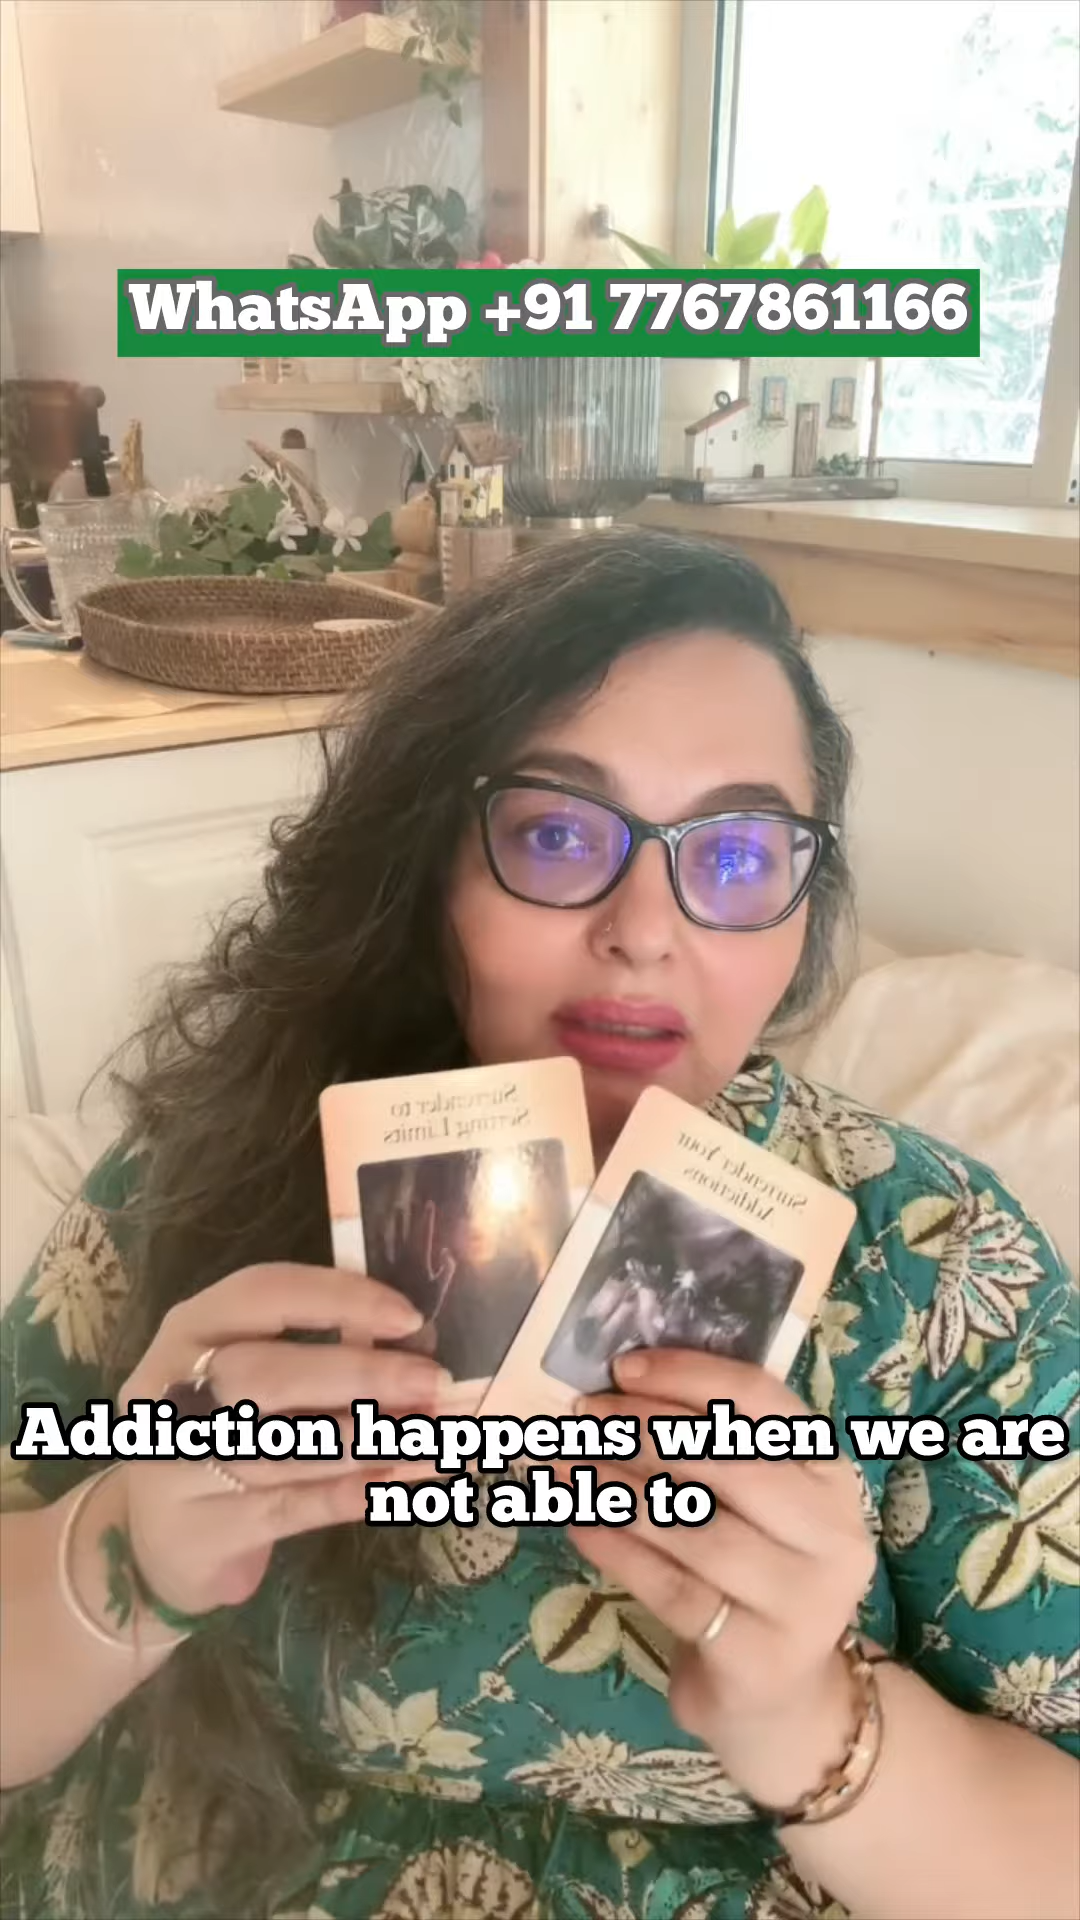 WhatsApp +91 7767861166
Surrender to
Setting Limits
Surrender Your
Addictions
Addiction happens when we are
not able to